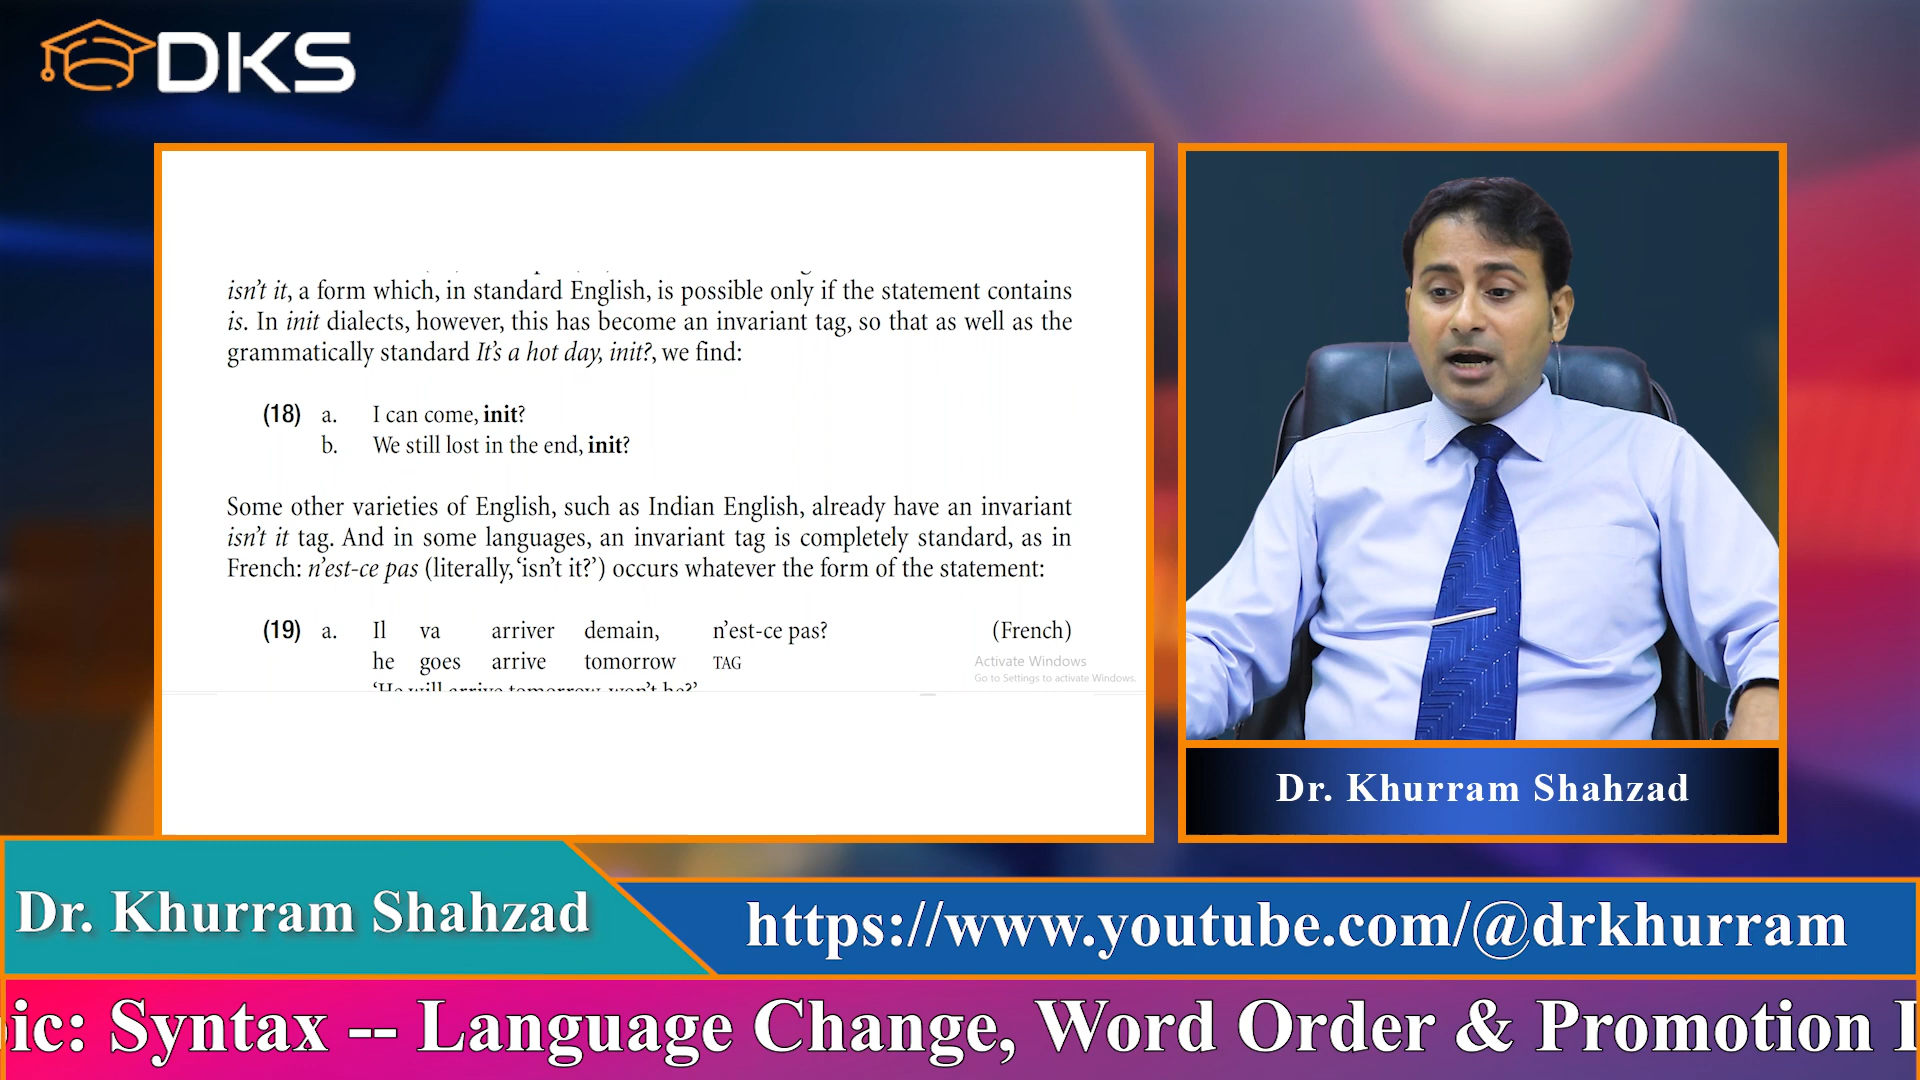 DKS
isn’t it, a form which, in standard English, is possible only if the statement contains
is. In init dialects, however, this has become an invariant tag, so that as well as the
grammatically standard It’s a hot day, init?, we find:
(18) a. I can come, init?
b. We still lost in the end, init?
Some other varieties of English, such as Indian English, already have an invariant
isn’t it tag. And in some languages, an invariant tag is completely standard, as in
French: n’est-ce pas (literally, ‘isn’t it?’) occurs whatever the form of the statement:
(19) a. Il va arriver demain, n’est-ce pas? (French)
he goes arrive tomorrow TAG
‘He will arrive tomorrow, won’t he?’
Activate Windows
Go to Settings to activate Windows.
Dr. Khurram Shahzad
Dr. Khurram Shahzad
https://www.youtube.com/@drkhurram
ic: Syntax -- Language Change, Word Order & Promotion